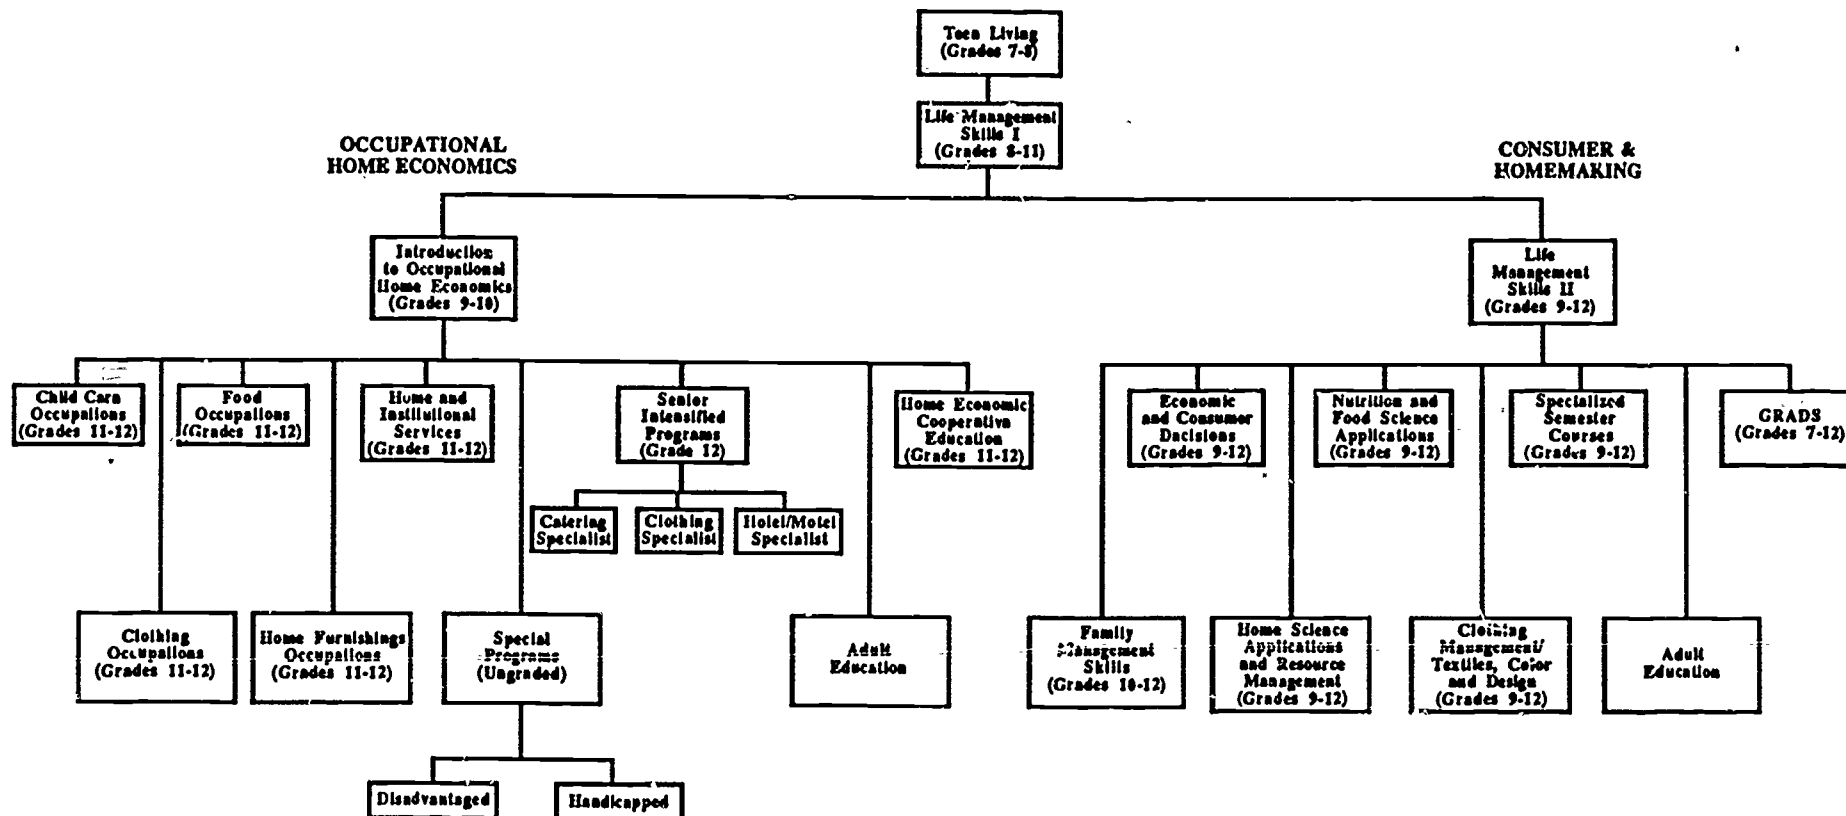 Teen Living
(Grades 7-8)
Life Management
Skills I
(Grades 8-11)
OCCUPATIONAL
HOME ECONOMICS
CONSUMER &
HOMEMAKING
Introduction
to Occupational
Home Economics
(Grades 9-10)
Life
Management
Skills II
(Grades 9-12)
Child Care
Occupations
(Grades 11-12)
Food
Occupations
(Grades 11-12)
Home and
Institutional
Services
(Grades 11-12)
Senior
Intensified
Programs
(Grade 12)
Home Economic
Cooperative
Education
(Grades 11-12)
Economic
and Consumer
Decisions
(Grades 9-12)
Nutrition and
Food Science
Applications
(Grades 9-12)
Specialized
Semester
Courses
(Grades 9-12)
GRADS
(Grades 7-12)
Catering
Specialist
Clothing
Specialist
Hotel/Motel
Specialist
Clothing
Occupations
(Grades 11-12)
Home Furnishings
Occupations
(Grades 11-12)
Special
Programs
(Ungraded)
Adult
Education
Family
Management
Skills
(Grades 10-12)
Home Science
Applications
and Resource
Management
(Grades 9-12)
Clothing
Management/
Textiles, Color
and Design
(Grades 9-12)
Adult
Education
Disadvantaged
Handicapped